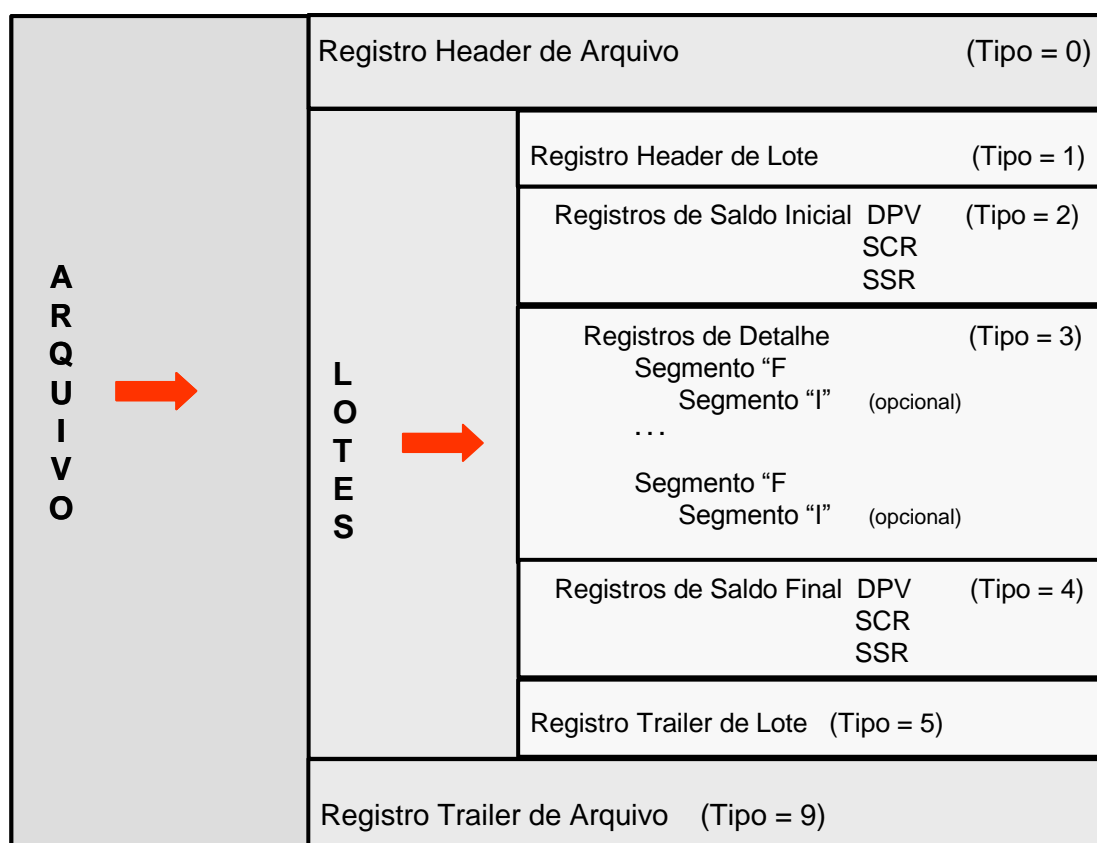 Registro Header de Arquivo (Tipo = 0)
ARQUIVO
LOTES
Registro Header de Lote (Tipo = 1)
Registros de Saldo Inicial DPV (Tipo = 2)
SCR
SSR
Registros de Detalhe (Tipo = 3)
Segmento “F
Segmento “I” (opcional)
. . .
Segmento “F
Segmento “I” (opcional)
Registros de Saldo Final DPV (Tipo = 4)
SCR
SSR
Registro Trailer de Lote (Tipo = 5)
Registro Trailer de Arquivo (Tipo = 9)